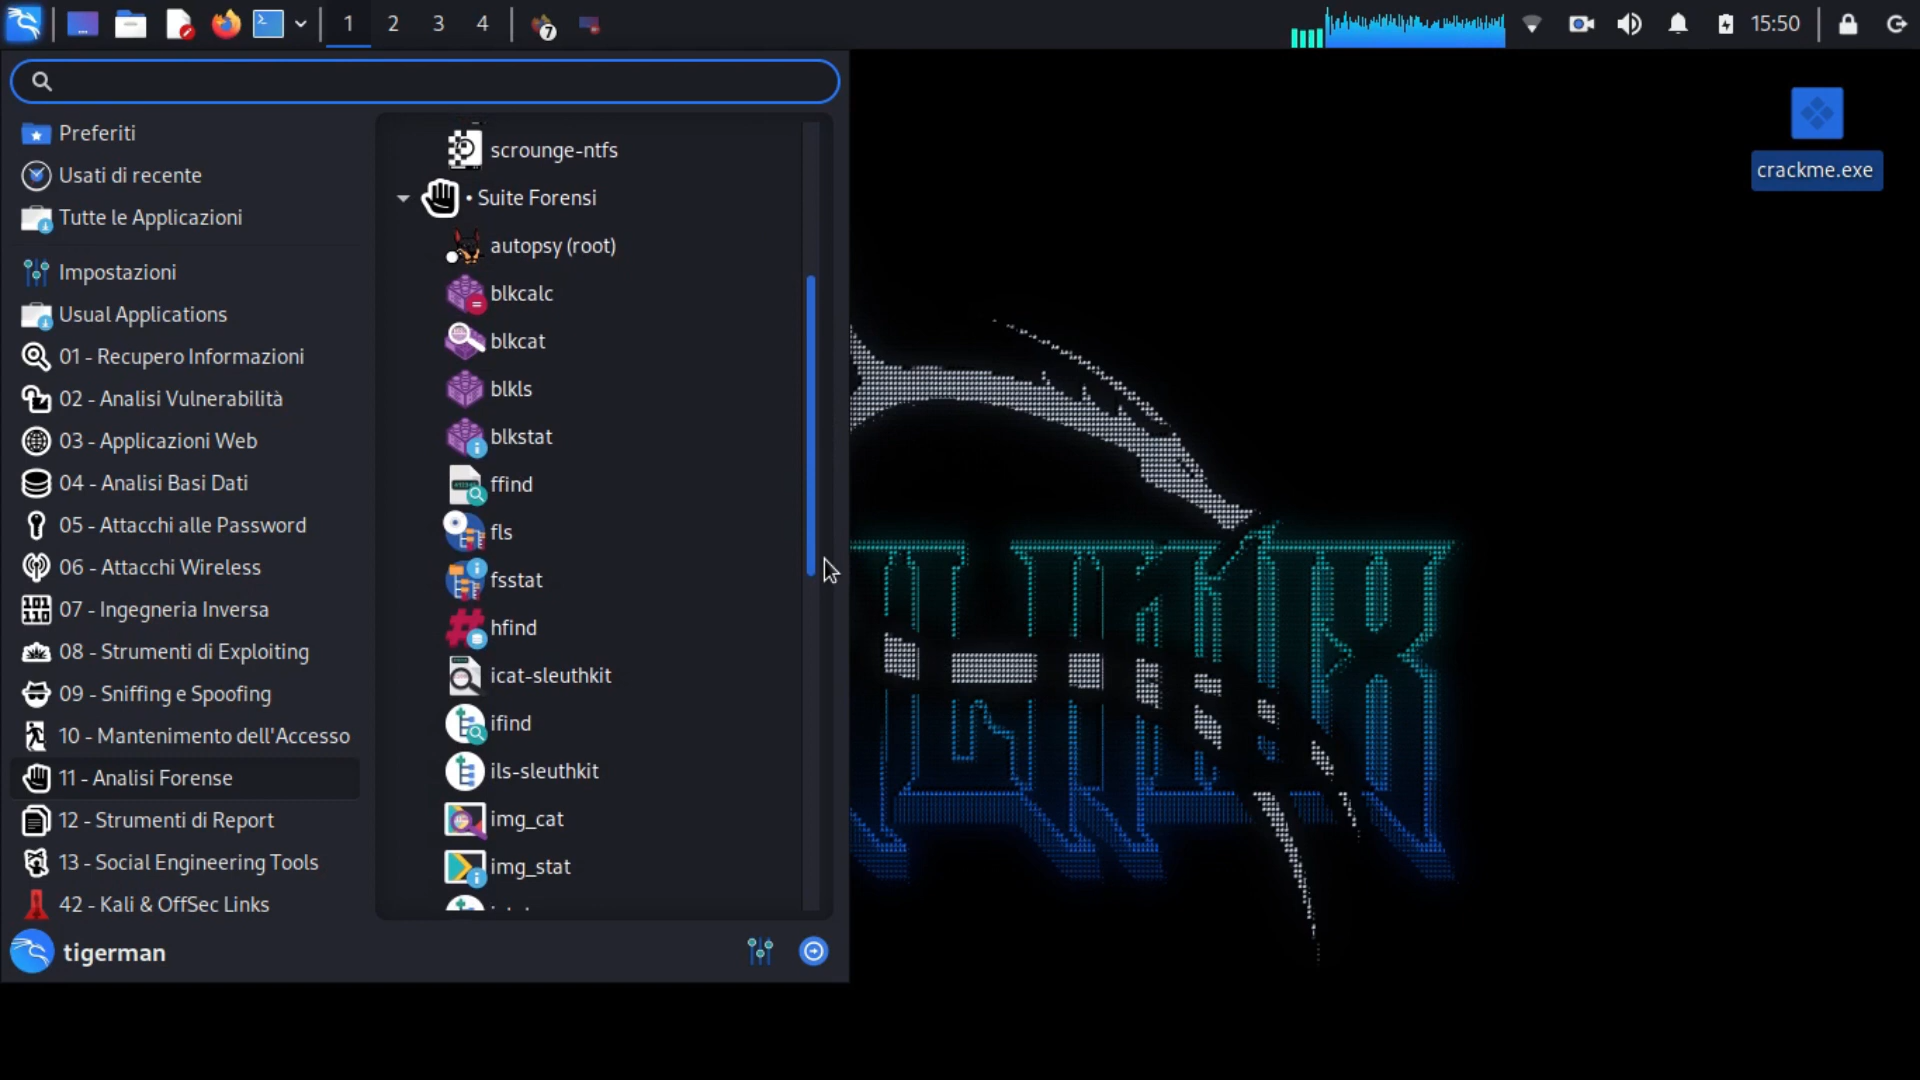 1 2 3 4
7
15:50
Preferiti
Usati di recente
Tutte le Applicazioni
Impostazioni
Usual Applications
01 - Recupero Informazioni
02 - Analisi Vulnerabilità
03 - Applicazioni Web
04 - Analisi Basi Dati
05 - Attacchi alle Password
06 - Attacchi Wireless
07 - Ingegneria Inversa
08 - Strumenti di Exploiting
09 - Sniffing e Spoofing
10 - Mantenimento dell'Accesso
11 - Analisi Forense
12 - Strumenti di Report
13 - Social Engineering Tools
42 - Kali & OffSec Links
scrounge-ntfs
• Suite Forensi
autopsy (root)
blkcalc
blkcat
blkls
blkstat
ffind
fls
fsstat
hfind
icat-sleuthkit
ifind
ils-sleuthkit
img_cat
img_stat
tigerman
crackme.exe